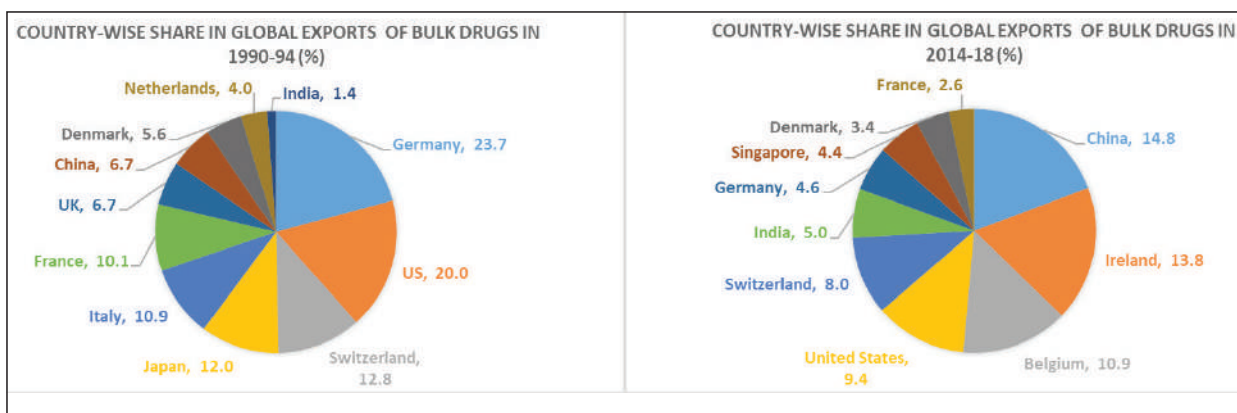 COUNTRY-WISE SHARE IN GLOBAL EXPORTS OF BULK DRUGS IN
1990-94 (%)
Netherlands, 4.0
India, 1.4
Denmark, 5.6
Germany, 23.7
China, 6.7
UK, 6.7
France, 10.1
US, 20.0
Italy, 10.9
Japan, 12.0
Switzerland,
12.8
COUNTRY-WISE SHARE IN GLOBAL EXPORTS OF BULK DRUGS IN
2014-18 (%)
France, 2.6
Denmark, 3.4
China, 14.8
Singapore, 4.4
Germany, 4.6
India, 5.0
Ireland, 13.8
Switzerland, 8.0
United States,
9.4
Belgium, 10.9